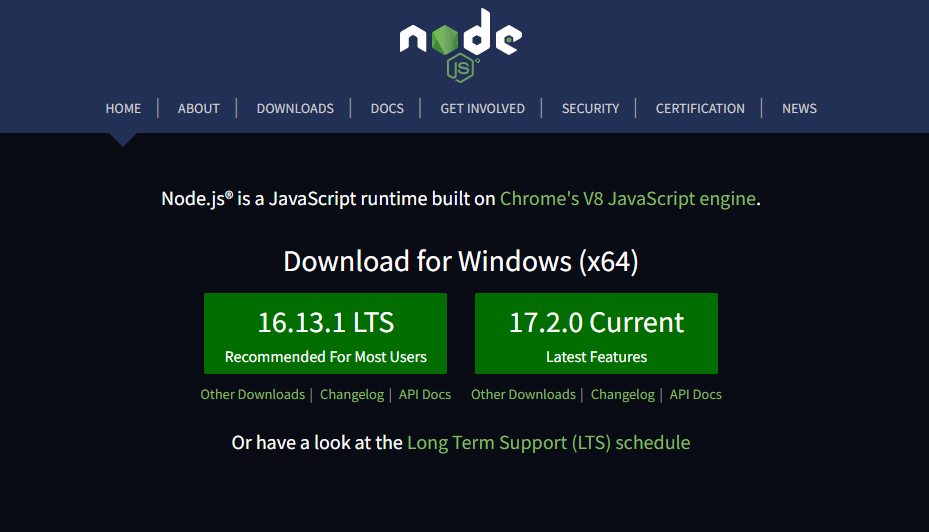 node
JS
HOME | ABOUT | DOWNLOADS | DOCS | GET INVOLVED | SECURITY | CERTIFICATION | NEWS
Node.js® is a JavaScript runtime built on Chrome's V8 JavaScript engine.
Download for Windows (x64)
16.13.1 LTS
Recommended For Most Users
17.2.0 Current
Latest Features
Other Downloads | Changelog | API Docs
Other Downloads | Changelog | API Docs
Or have a look at the Long Term Support (LTS) schedule